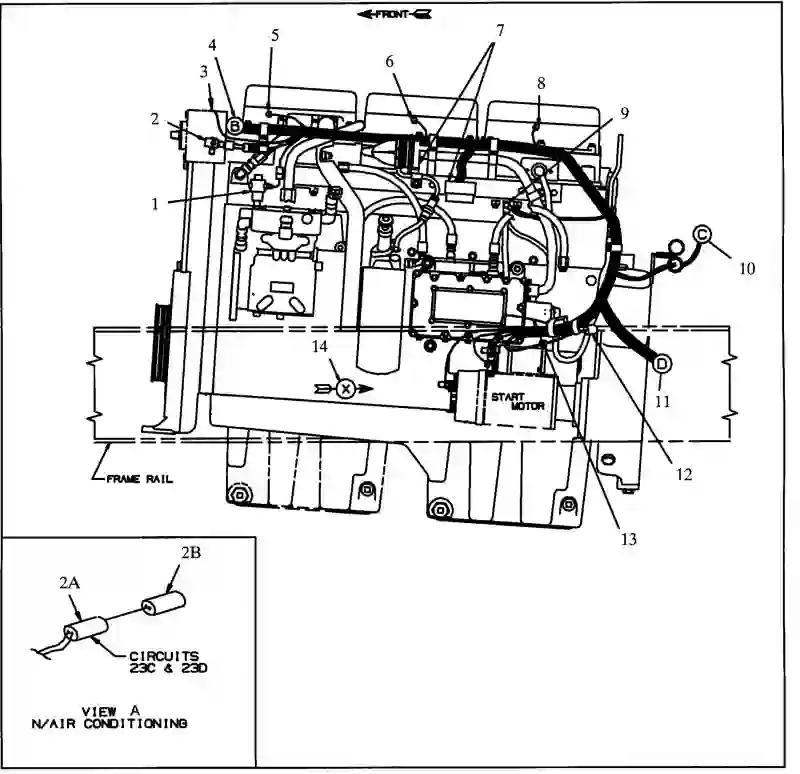 FRONT
4
5
6
7
8
9
3
2
B
1
C
10
14
X
START
MOTOR
D
11
12
13
FRAME RAIL
2A
2B
CIRCUITS
23C & 23D
VIEW A
N/AIR CONDITIONING